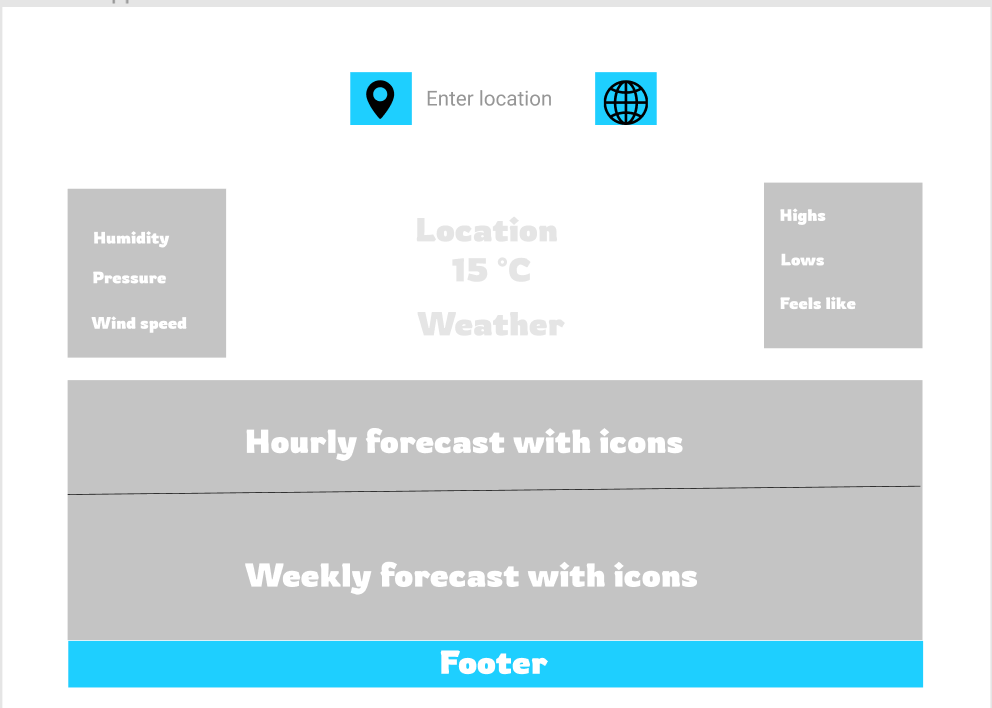 Enter location
Location
15 °C
Weather
Humidity
Pressure
Wind speed
Highs
Lows
Feels like
Hourly forecast with icons
Weekly forecast with icons
Footer